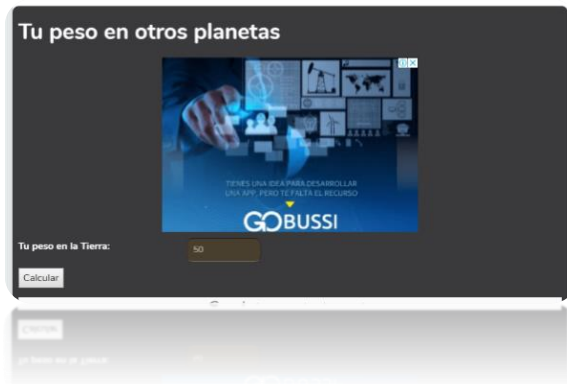 Tu peso en otros planetas
TIENES UNA IDEA PARA DESARROLLAR
UNA APP, PERO TE FALTA EL RECURSO
GOBUSSI
Tu peso en la Tierra:
50
Calcular